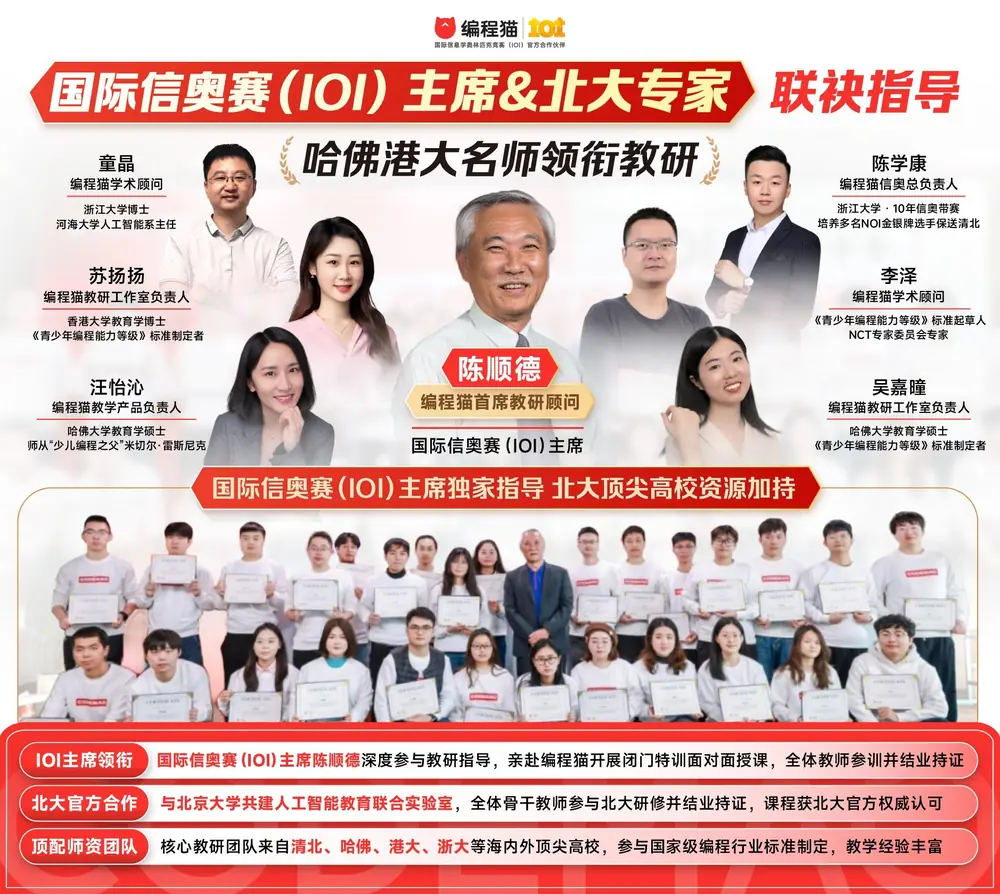 编程猫 IOI
国际信息学奥林匹克竞赛（IOI）官方合作伙伴
国际信奥赛（IOI）主席&北大专家 联袂指导
哈佛港大名师领衔教研
童晶
编程猫学术顾问
浙江大学博士
河海大学人工智能系主任
苏扬扬
编程猫教研工作室负责人
香港大学教育学博士
《青少年编程能力等级》标准制定者
汪怡沁
编程猫教学产品负责人
哈佛大学教育学硕士
师从“少儿编程之父”米切尔·雷斯尼克
陈顺德
编程猫首席教研顾问
国际信奥赛（IOI）主席
陈学康
编程猫信奥总负责人
浙江大学·10年信奥带赛
培养多名NOI金银牌选手保送清北
李泽
编程猫学术顾问
《青少年编程能力等级》标准起草人
NCT专家委员会专家
吴嘉曈
编程猫教研工作室负责人
哈佛大学教育学硕士
《青少年编程能力等级》标准制定者
国际信奥赛（IOI）主席独家指导 北大顶尖高校资源加持
IOI主席领衔 国际信奥赛（IOI）主席陈顺德深度参与教研指导，亲赴编程猫开展闭门特训面对面授课，全体教师参训并结业持证
北大官方合作 与北京大学共建人工智能教育联合实验室，全体骨干教师参与北大研修并结业持证，课程获北大官方权威认可
顶配师资团队 核心教研团队来自清北、哈佛、港大、浙大等海内外顶尖高校，参与国家级编程行业标准制定，教学经验丰富